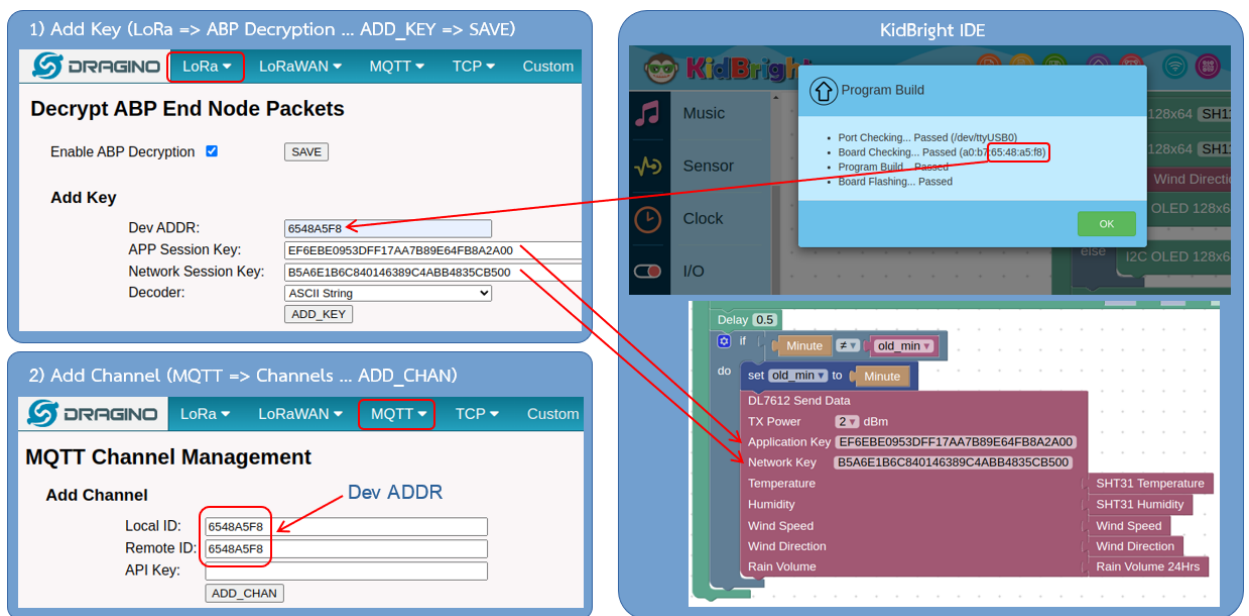 1) Add Key (LoRa => ABP Decryption ... ADD_KEY => SAVE)
DRAGINO LoRa LoRaWAN MQTT TCP Custom
Decrypt ABP End Node Packets
Enable ABP Decryption SAVE
Add Key
Dev ADDR: 6548A5F8
APP Session Key: EF6EBE0953DFF17AA7B89E64FB8A2A00
Network Session Key: B5A6E1B6C840146389C4ABB4835CB500
Decoder: ASCII String
ADD_KEY
2) Add Channel (MQTT => Channels ... ADD_CHAN)
DRAGINO LoRa LoRaWAN MQTT TCP Custom
MQTT Channel Management
Add Channel
Dev ADDR
Local ID: 6548A5F8
Remote ID: 6548A5F8
API Key:
ADD_CHAN
KidBright IDE
KidBright
Music
Sensor
Clock
I/O
Program Build
Port Checking... Passed (/dev/ttyUSB0)
Board Checking... Passed (a0:b7:65:48:a5:f8)
Program Build... Passed
Board Flashing... Passed
OK
128x64 SH1
128x64 SH1
Wind Directi
OLED 128x6
else I2C OLED 128x6
Delay 0.5
if Minute ≠ old_min
do set old_min to Minute
DL7612 Send Data
TX Power 2 dBm
Application Key EF6EBE0953DFF17AA7B89E64FB8A2A00
Network Key B5A6E1B6C840146389C4ABB4835CB500
Temperature SHT31 Temperature
Humidity SHT31 Humidity
Wind Speed Wind Speed
Wind Direction Wind Direction
Rain Volume Rain Volume 24Hrs